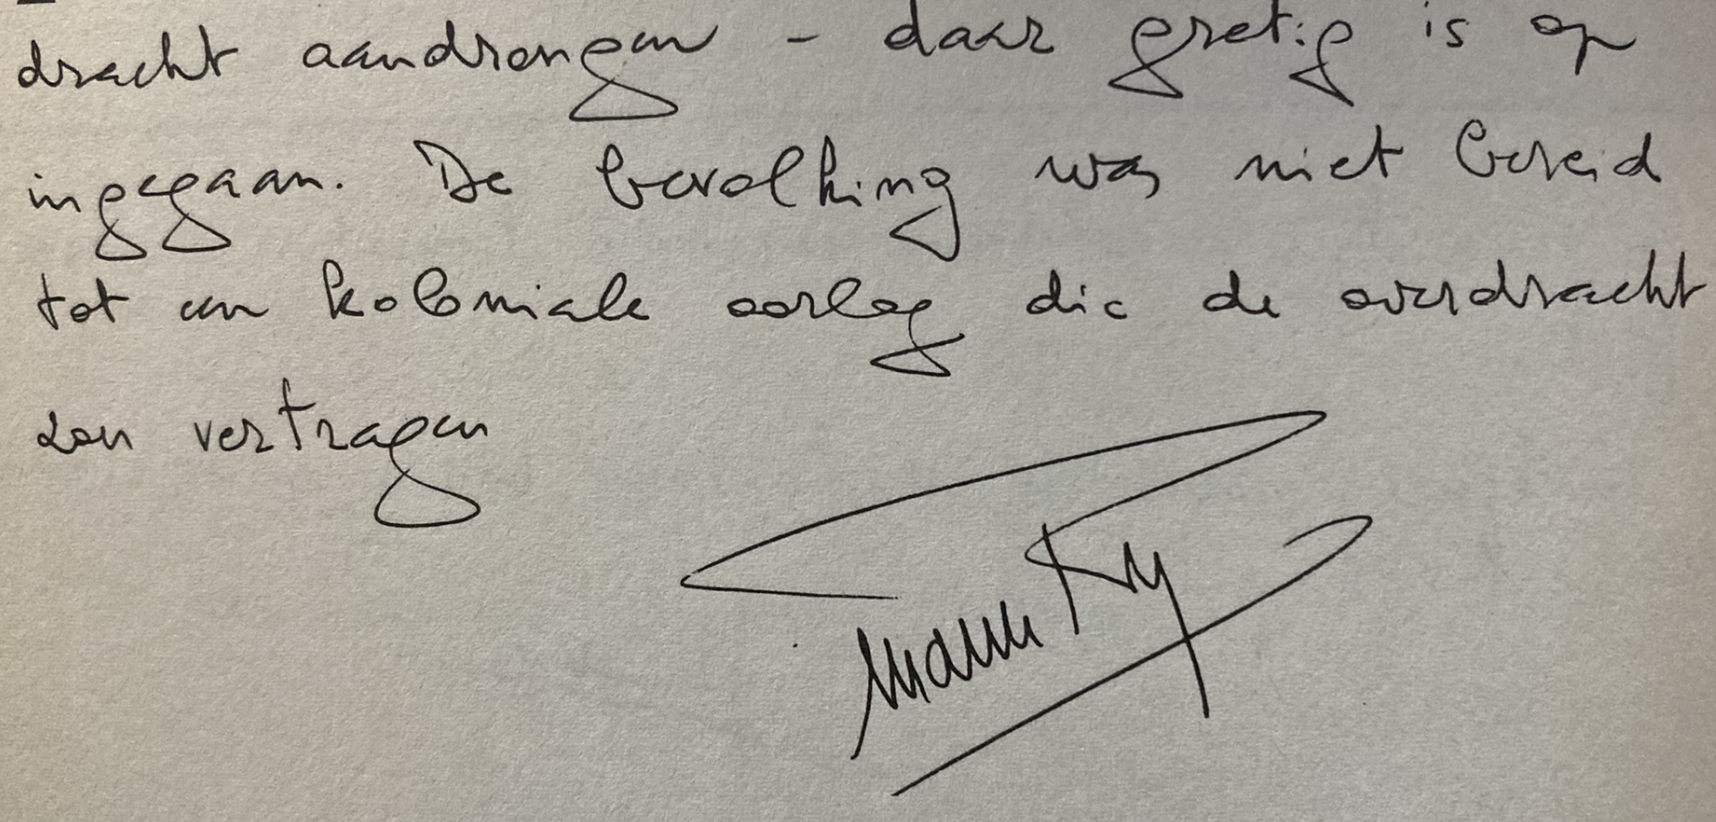 dracht aandrongen - daar gretig is op
ingegaan. De bevolking was niet bereid
tot een koloniale oorlog die de overdracht
zou vertragen